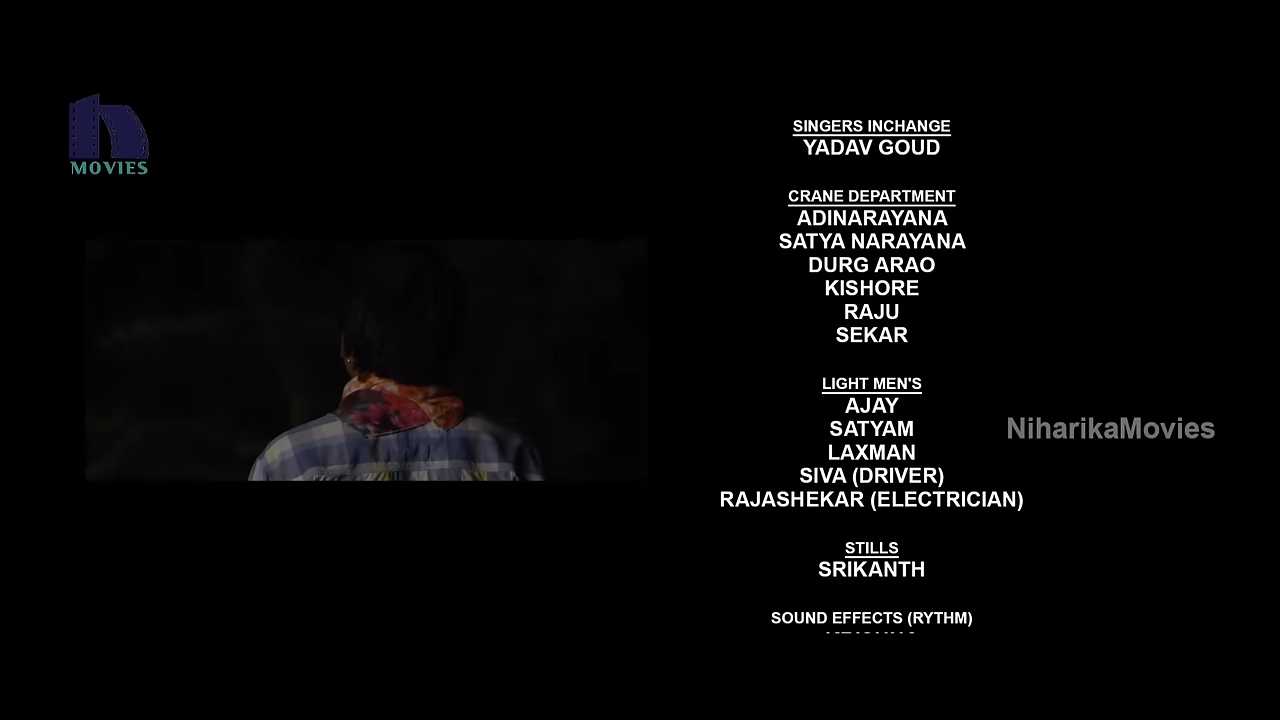 MOVIES
SINGERS INCHANGE
YADAV GOUD
CRANE DEPARTMENT
ADINARAYANA
SATYA NARAYANA
DURG ARAO
KISHORE
RAJU
SEKAR
LIGHT MEN'S
AJAY
SATYAM
LAXMAN
SIVA (DRIVER)
RAJASHEKAR (ELECTRICIAN)
STILLS
SRIKANTH
SOUND EFFECTS (RYTHM)
NiharikaMovies